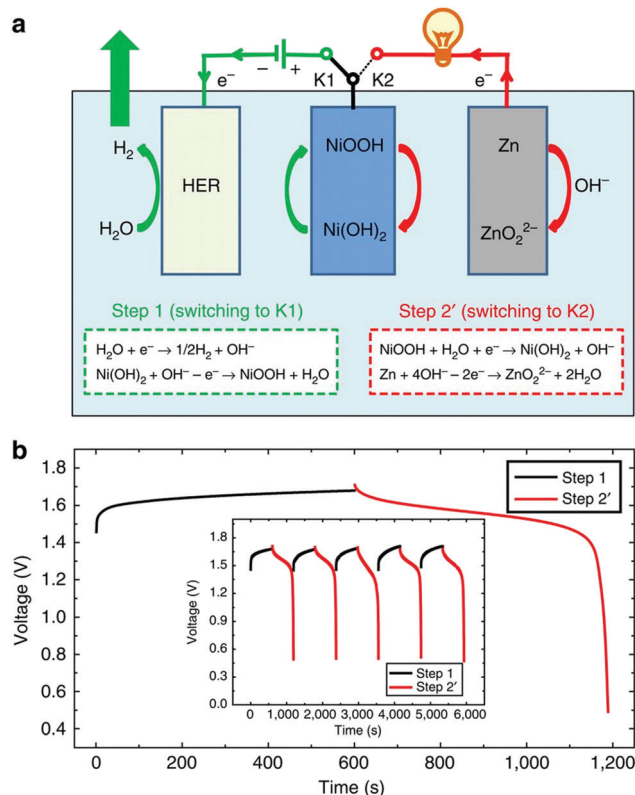 a
e⁻
−
+
K1
K2
e⁻
H₂
H₂O
HER
NiOOH
Ni(OH)₂
Zn
ZnO₂²⁻
OH⁻
Step 1 (switching to K1)
H₂O + e⁻ → 1/2H₂ + OH⁻
Ni(OH)₂ + OH⁻ − e⁻ → NiOOH + H₂O
Step 2′ (switching to K2)
NiOOH + H₂O + e⁻ → Ni(OH)₂ + OH⁻
Zn + 4OH⁻ − 2e⁻ → ZnO₂²⁻ + 2H₂O
b
Voltage (V)
1.8
1.6
1.4
1.2
1.0
0.8
0.6
0.4
Step 1
Step 2′
Voltage (V)
1.8
1.5
1.2
0.9
0.6
0.3
0.0
Step 1
Step 2′
0 1,000 2,000 3,000 4,000 5,000 6,000
Time (s)
0 200 400 600 800 1,000 1,200
Time (s)